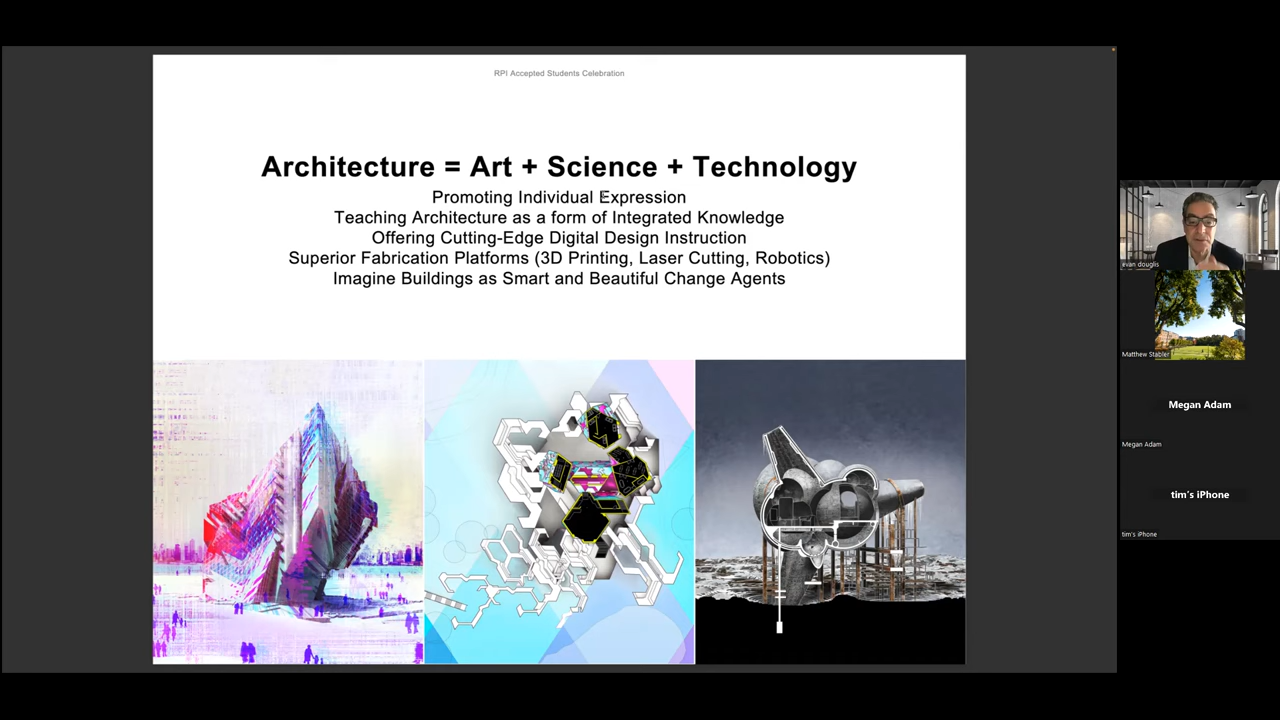 RPI Accepted Students Celebration
Architecture = Art + Science + Technology
Promoting Individual Expression
Teaching Architecture as a form of Integrated Knowledge
Offering Cutting-Edge Digital Design Instruction
Superior Fabrication Platforms (3D Printing, Laser Cutting, Robotics)
Imagine Buildings as Smart and Beautiful Change Agents
evan douglis
Matthew Stabler
Megan Adam
Megan Adam
tim's iPhone
tim's iPhone